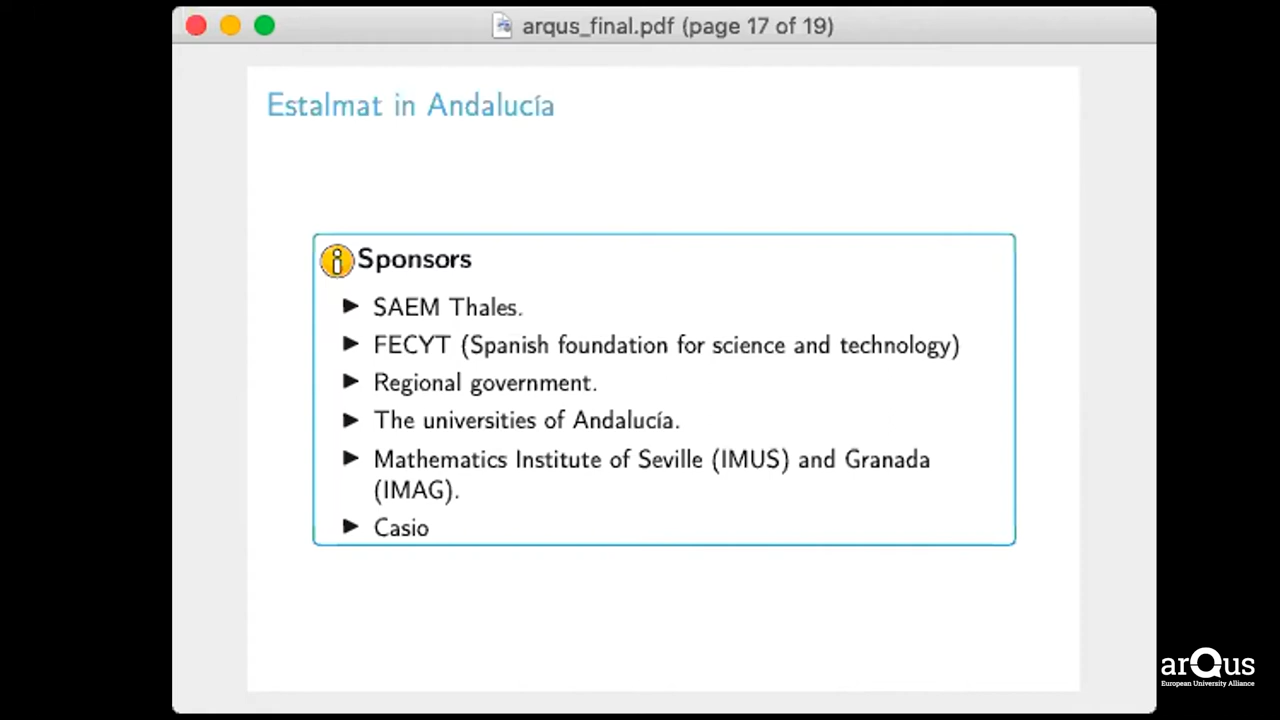 arqus_final.pdf (page 17 of 19)
Estalmat in Andalucía
Sponsors
SAEM Thales.
FECYT (Spanish foundation for science and technology)
Regional government.
The universities of Andalucía.
Mathematics Institute of Seville (IMUS) and Granada
(IMAG).
Casio
arQus
European University Alliance